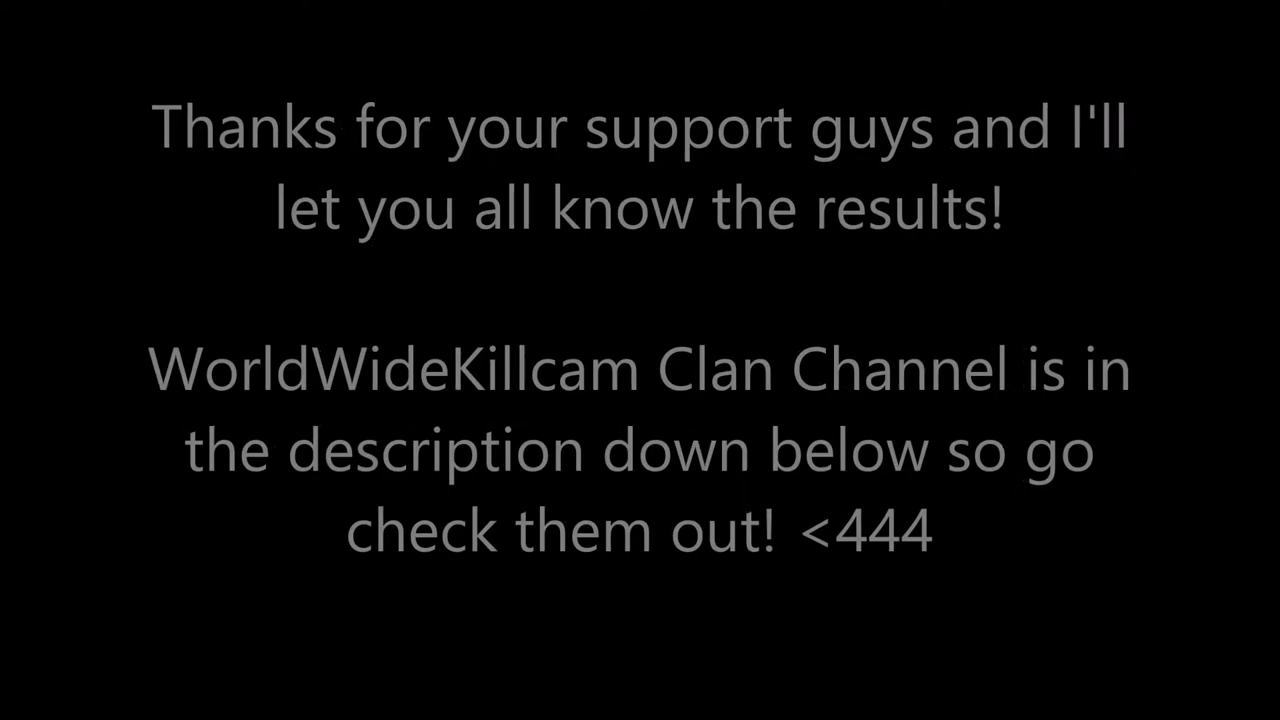 Thanks for your support guys and I'll
let you all know the results!
WorldWideKillcam Clan Channel is in
the description down below so go
check them out! <444